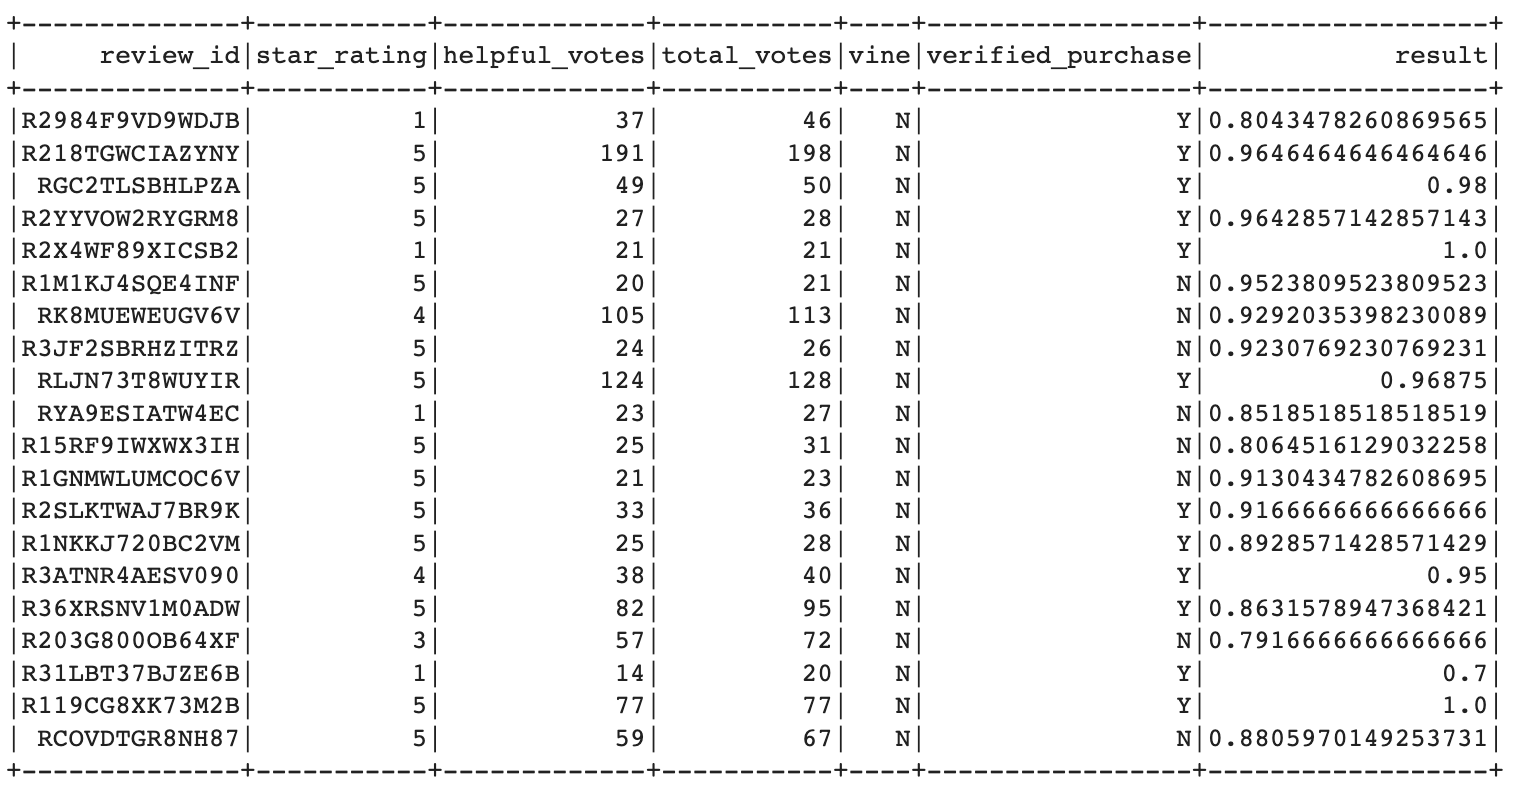 +--------------+-----------+-------------+-----------+----+-----------------+------------------+
|     review_id|star_rating|helpful_votes|total_votes|vine|verified_purchase|            result|
+--------------+-----------+-------------+-----------+----+-----------------+------------------+
|R2984F9VD9WDJB|          1|           37|         46|   N|                Y|0.8043478260869565|
|R218TGWCIAZYNY|          5|          191|        198|   N|                Y|0.9646464646464646|
| RGC2TLSBHLPZA|          5|           49|         50|   N|                Y|              0.98|
|R2YYVOW2RYGRM8|          5|           27|         28|   N|                Y|0.9642857142857143|
|R2X4WF89XICSB2|          1|           21|         21|   N|                Y|               1.0|
|R1M1KJ4SQE4INF|          5|           20|         21|   N|                N|0.9523809523809523|
| RK8MUEWEUGV6V|          4|          105|        113|   N|                N|0.9292035398230089|
|R3JF2SBRHZITRZ|          5|           24|         26|   N|                N|0.9230769230769231|
| RLJN73T8WUYIR|          5|          124|        128|   N|                Y|           0.96875|
| RYA9ESIATW4EC|          1|           23|         27|   N|                N|0.8518518518518519|
|R15RF9IWXWX3IH|          5|           25|         31|   N|                N|0.8064516129032258|
|R1GNMWLUMCOC6V|          5|           21|         23|   N|                N|0.9130434782608695|
|R2SLKTWAJ7BR9K|          5|           33|         36|   N|                Y|0.9166666666666666|
|R1NKKJ720BC2VM|          5|           25|         28|   N|                Y|0.8928571428571429|
|R3ATNR4AESV090|          4|           38|         40|   N|                Y|              0.95|
|R36XRSNV1M0ADW|          5|           82|         95|   N|                Y|0.8631578947368421|
|R203G800OB64XF|          3|           57|         72|   N|                N|0.7916666666666666|
|R31LBT37BJZE6B|          1|           14|         20|   N|                Y|               0.7|
|R119CG8XK73M2B|          5|           77|         77|   N|                Y|               1.0|
| RCOVDTGR8NH87|          5|           59|         67|   N|                N|0.8805970149253731|
+--------------+-----------+-------------+-----------+----+-----------------+------------------+